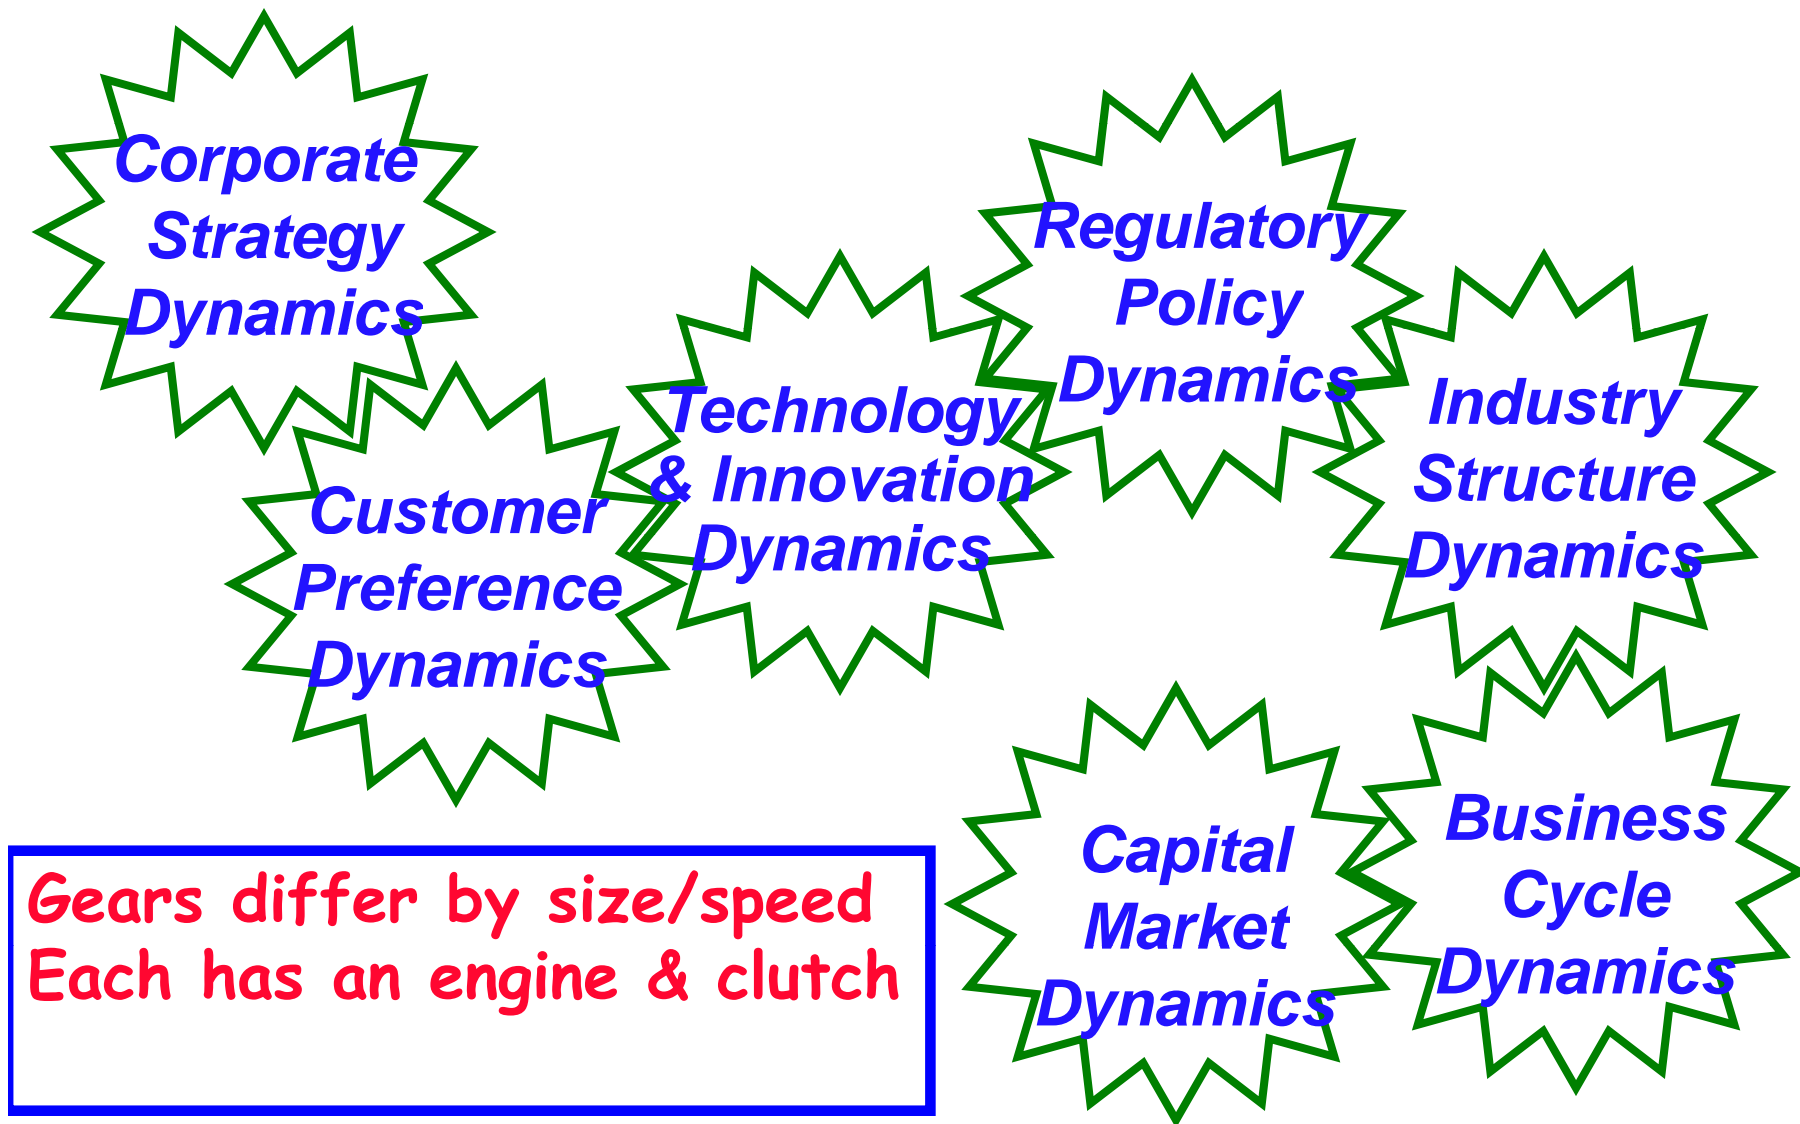 Corporate
Strategy
Dynamics
Customer
Preference
Dynamics
Technology
& Innovation
Dynamics
Regulatory
Policy
Dynamics
Industry
Structure
Dynamics
Business
Cycle
Dynamics
Capital
Market
Dynamics
Gears differ by size/speed
Each has an engine & clutch